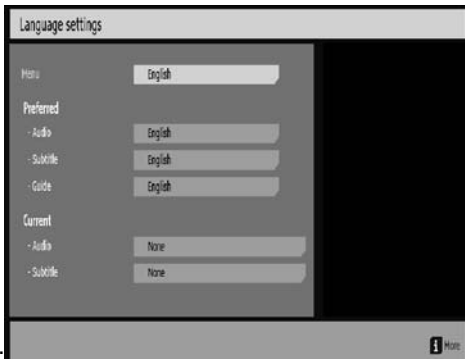 Language settings
Menu English
Preferred
- Audio English
- Subtitle English
- Guide English
Current
- Audio None
- Subtitle None
i More